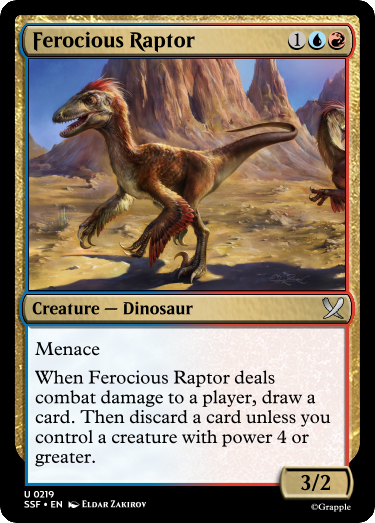 Ferocious Raptor 1
Creature — Dinosaur
Menace
When Ferocious Raptor deals
combat damage to a player, draw a
card. Then discard a card unless you
control a creature with power 4 or
greater.
3/2
U 0219
SSF • EN Eldar Zakirov
©Grapple